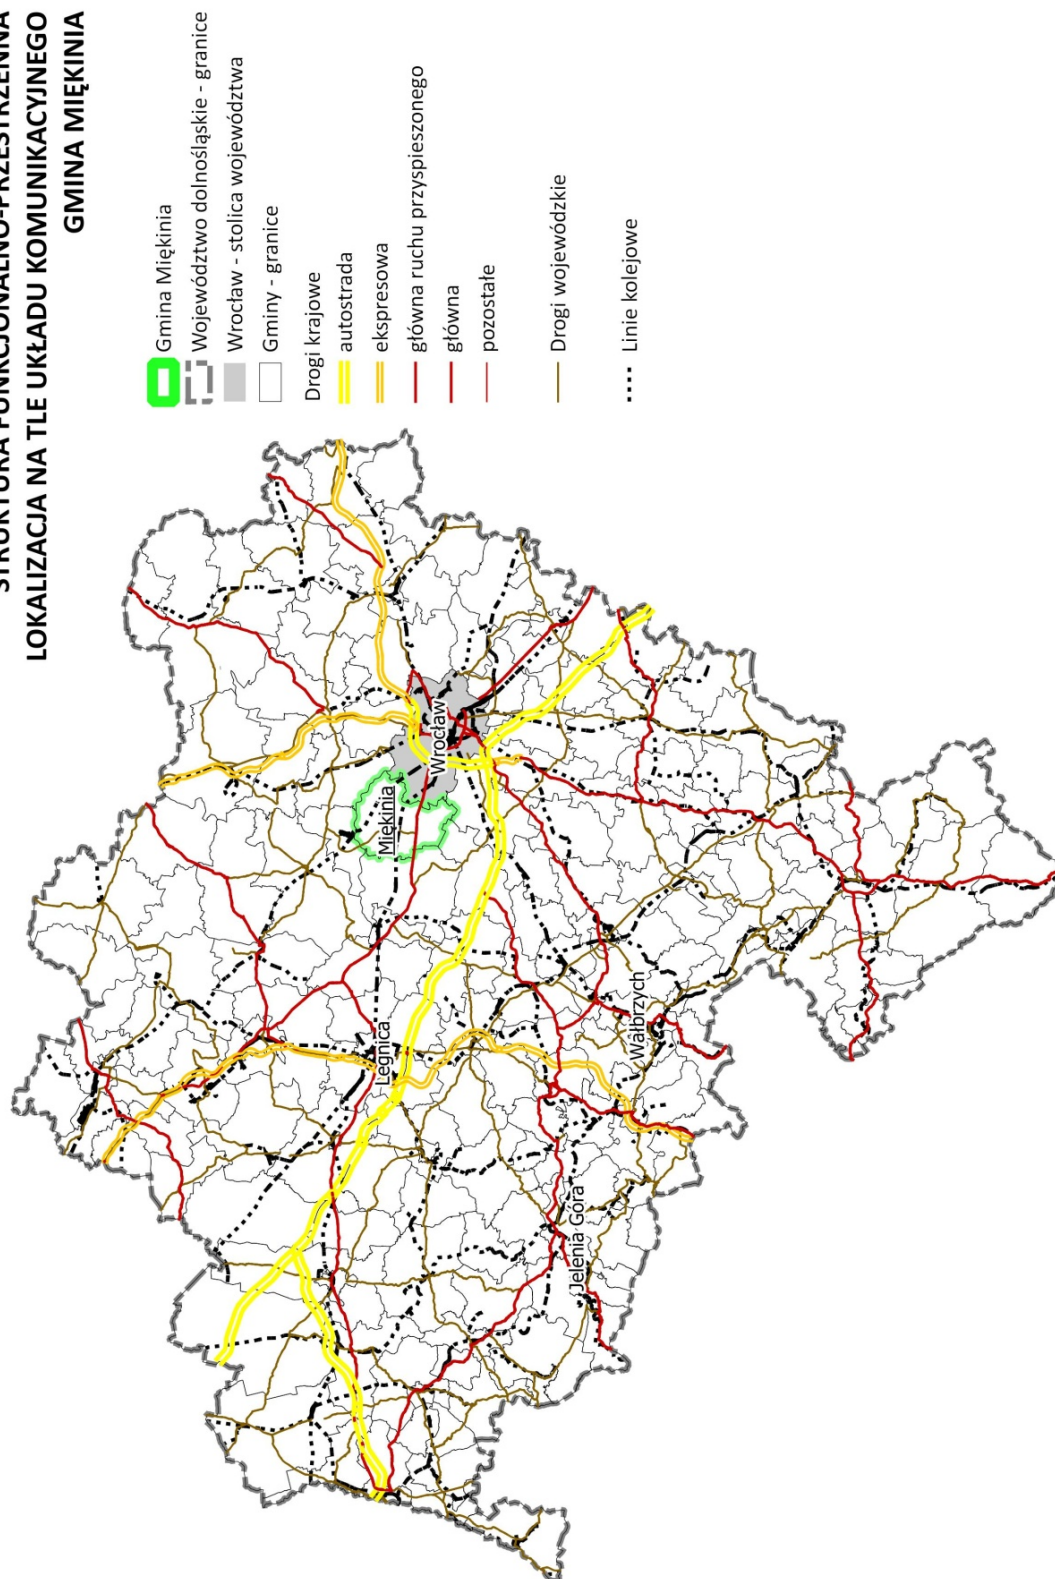 STRUKTURA FUNKCJONALNO-PRZESTRZENNA
LOKALIZACJA NA TLE UKŁADU KOMUNIKACYJNEGO
GMINA MIĘKINIA
Gmina Miękinia
Województwo dolnośląskie - granice
Wrocław - stolica województwa
Gminy - granice
Drogi krajowe
autostrada
ekspresowa
główna ruchu przyspieszonego
główna
pozostałe
Drogi wojewódzkie
Linie kolejowe
Miękinia
Wrocław
Legnica
Wałbrzych
Jelenia Góra